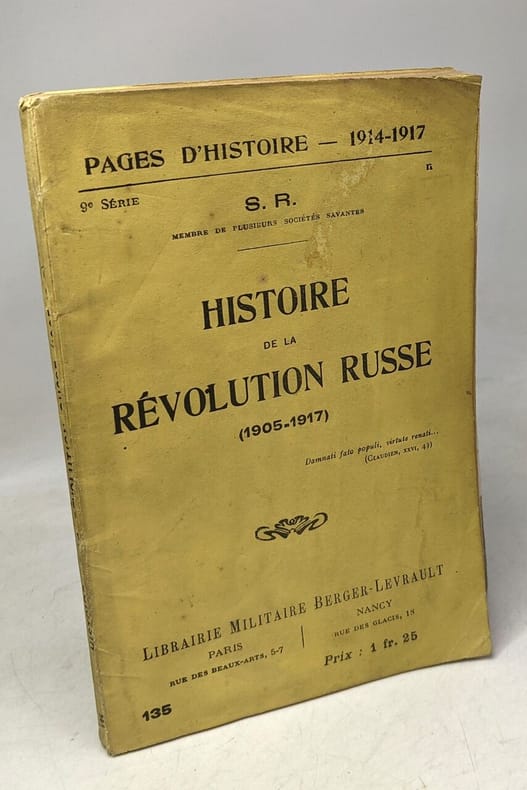 PAGES D'HISTOIRE — 1914-1917
9e SÉRIE
S. R.
MEMBRE DE PLUSIEURS SOCIÉTÉS SAVANTES
HISTOIRE
DE LA
RÉVOLUTION RUSSE
(1905-1917)
Damnati fato populi, virtute renati...
(CLAUDIEN, XXVI, 4))
LIBRAIRIE MILITAIRE BERGER-LEVRAULT
PARIS
RUE DES BEAUX-ARTS, 5-7
NANCY
RUE DES GLACIS, 18
Prix : 1 fr. 25
135